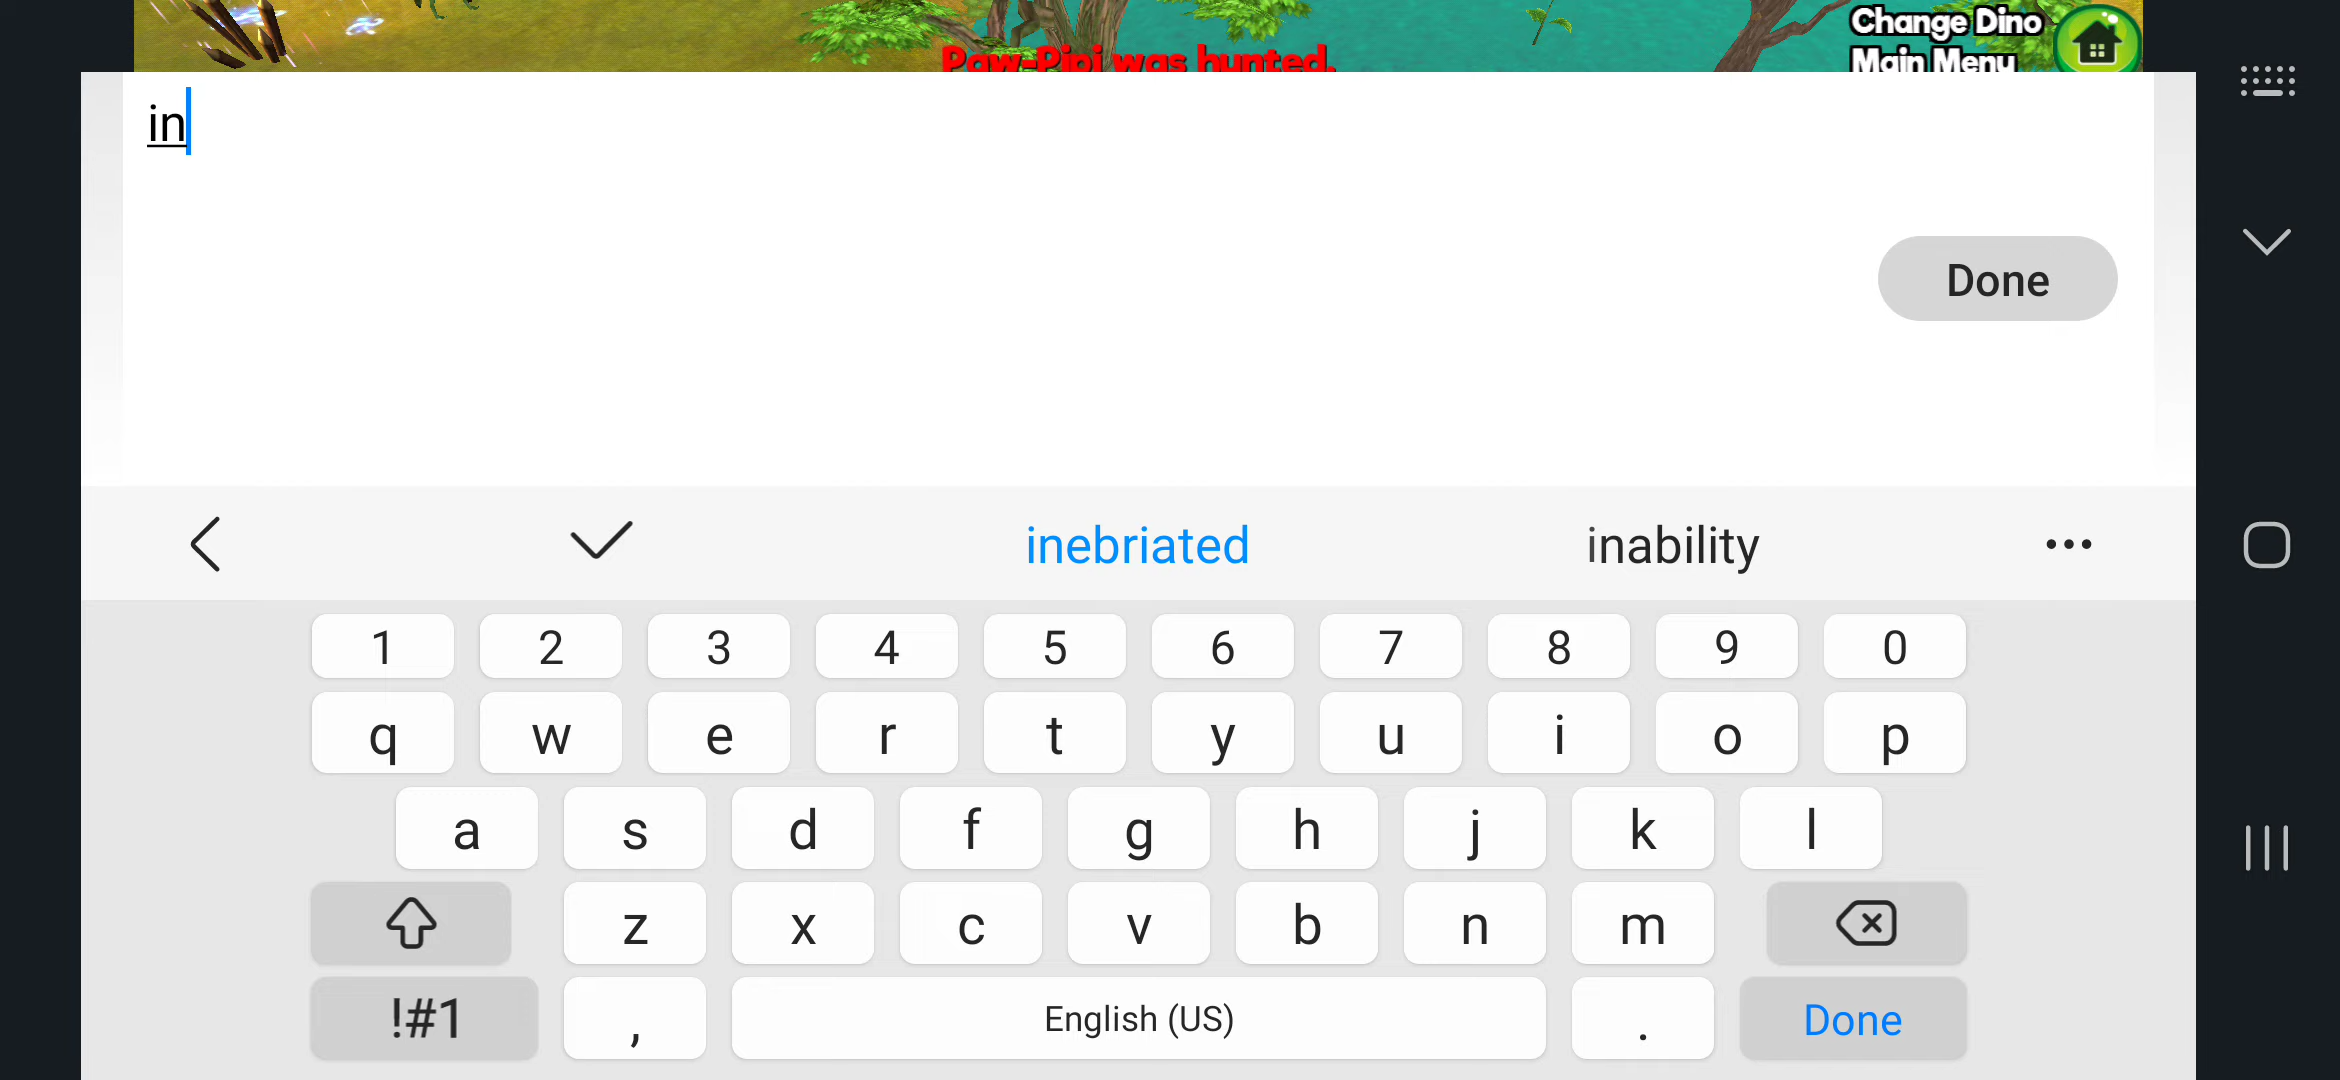 Change Dino
Paw-Pipi was hunted.
Main Menu
in
Done
inebriated inability
1 2 3 4 5 6 7 8 9 0
q w e r t y u i o p
a s d f g h j k l
z x c v b n m
!#1 , English (US) . Done